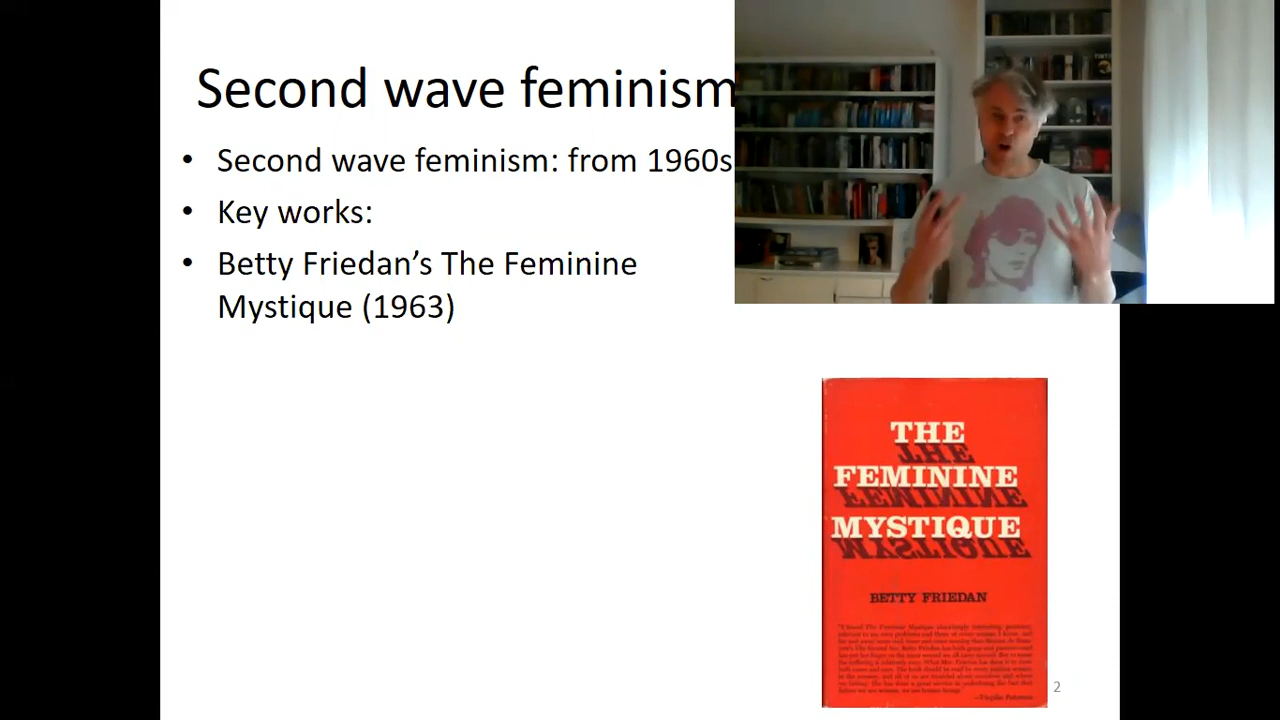 Second wave feminism
• Second wave feminism: from 1960s
• Key works:
• Betty Friedan’s The Feminine
Mystique (1963)
THE
FEMININE
MYSTIQUE
BETTY FRIEDAN
2